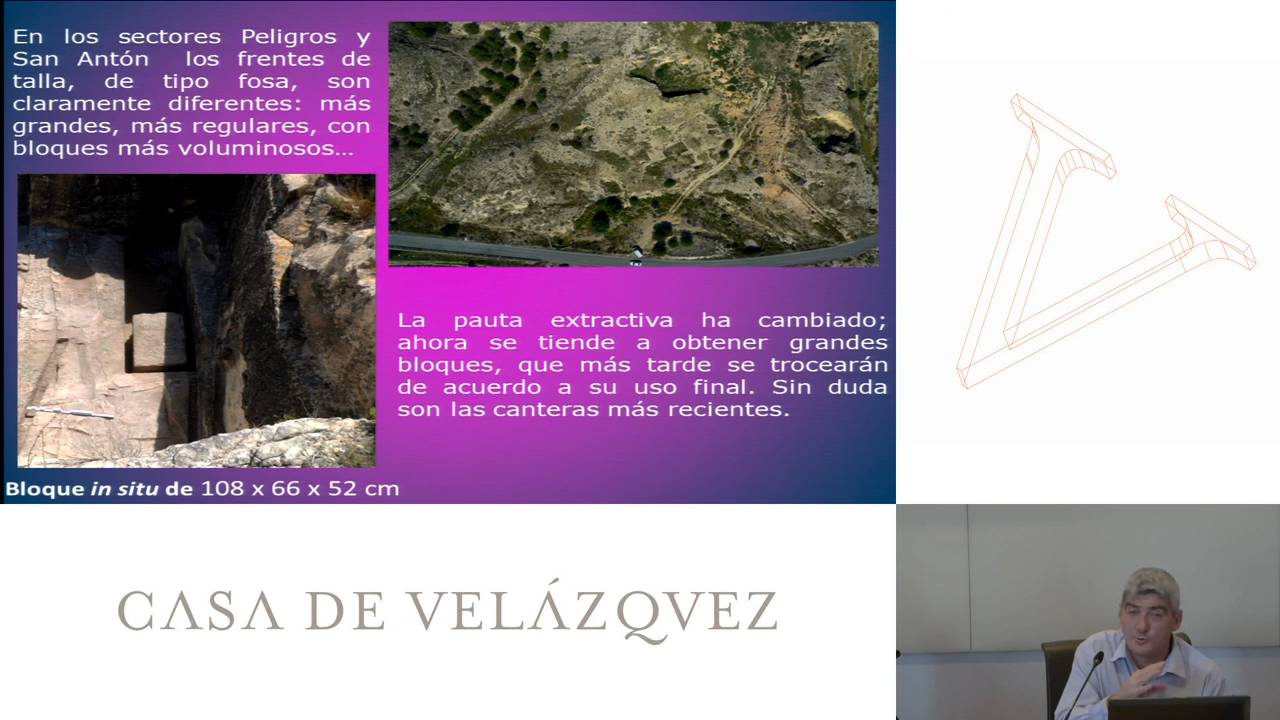 En los sectores Peligros y
San Antón los frentes de
talla, de tipo fosa, son
claramente diferentes: más
grandes, más regulares, con
bloques más voluminosos...
La pauta extractiva ha cambiado;
ahora se tiende a obtener grandes
bloques, que más tarde se trocearán
de acuerdo a su uso final. Sin duda
son las canteras más recientes.
Bloque in situ de 108 x 66 x 52 cm
CASA DE VELÁZQVEZ